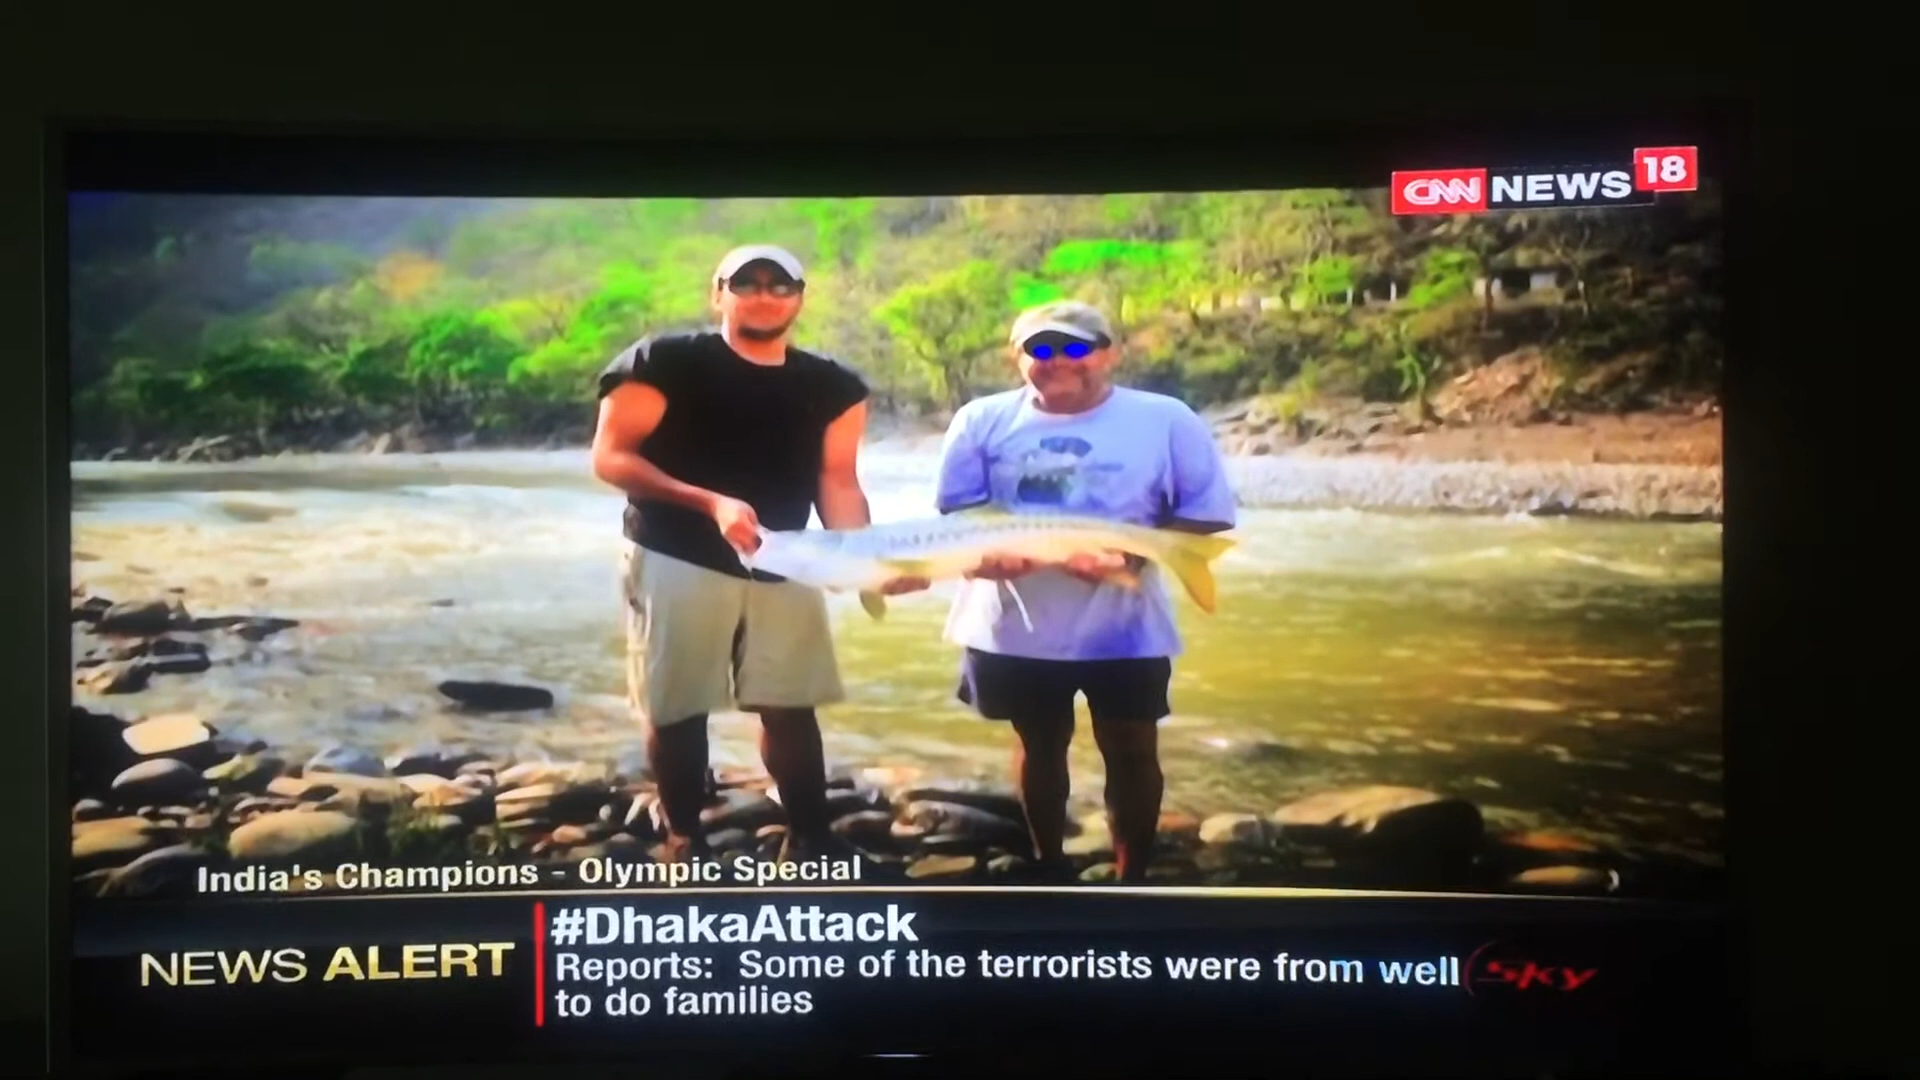 CNN NEWS 18
India's Champions - Olympic Special
NEWS ALERT
#DhakaAttack
Reports: Some of the terrorists were from well
to do families
Sky